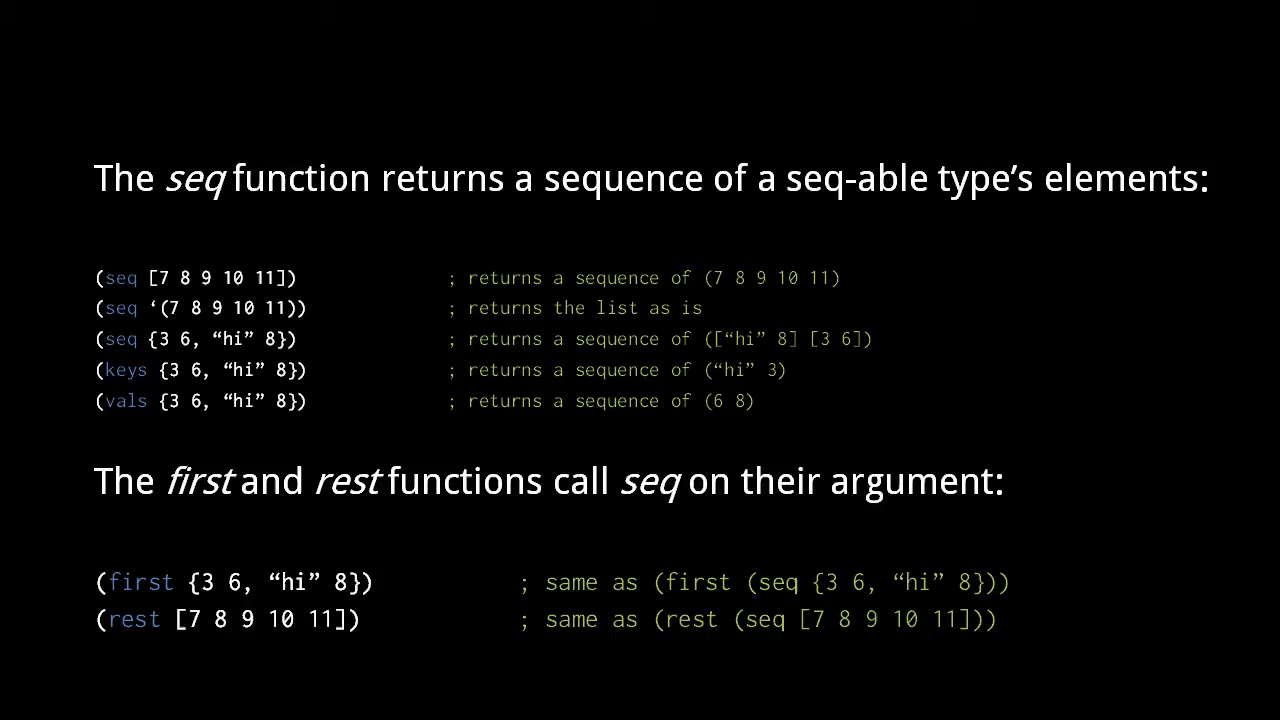 The seq function returns a sequence of a seq-able type’s elements:
(seq [7 8 9 10 11]) ; returns a sequence of (7 8 9 10 11)
(seq ‘(7 8 9 10 11)) ; returns the list as is
(seq {3 6, “hi” 8}) ; returns a sequence of ([“hi” 8] [3 6])
(keys {3 6, “hi” 8}) ; returns a sequence of (“hi” 3)
(vals {3 6, “hi” 8}) ; returns a sequence of (6 8)
The first and rest functions call seq on their argument:
(first {3 6, “hi” 8}) ; same as (first (seq {3 6, “hi” 8}))
(rest [7 8 9 10 11]) ; same as (rest (seq [7 8 9 10 11]))